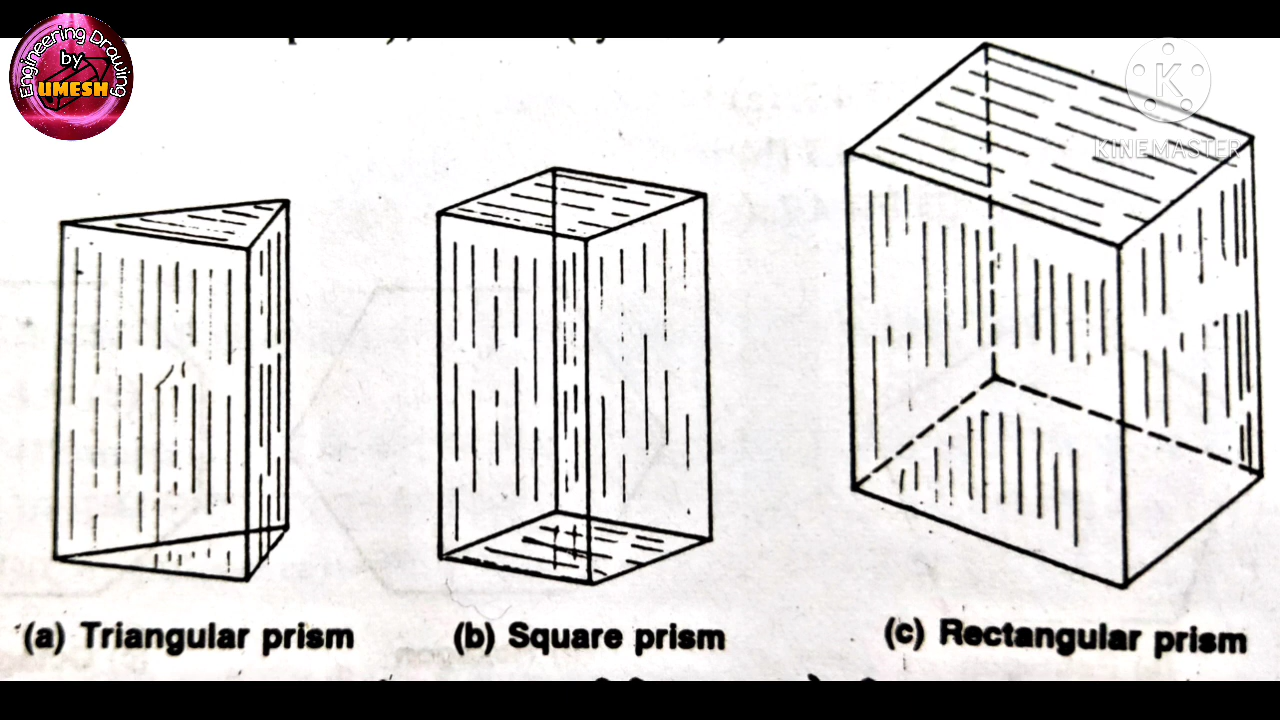 Engineering Drawing
by
UMESH
K
KINEMASTER
(a) Triangular prism
(b) Square prism
(c) Rectangular prism